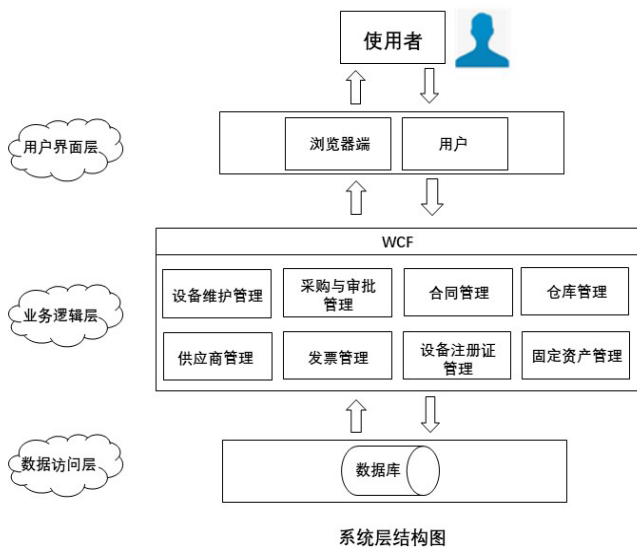 使用者
用户界面层
浏览器端
用户
WCF
业务逻辑层
设备维护管理
采购与审批
管理
合同管理
仓库管理
供应商管理
发票管理
设备注册证
管理
固定资产管理
数据访问层
数据库
系统层结构图